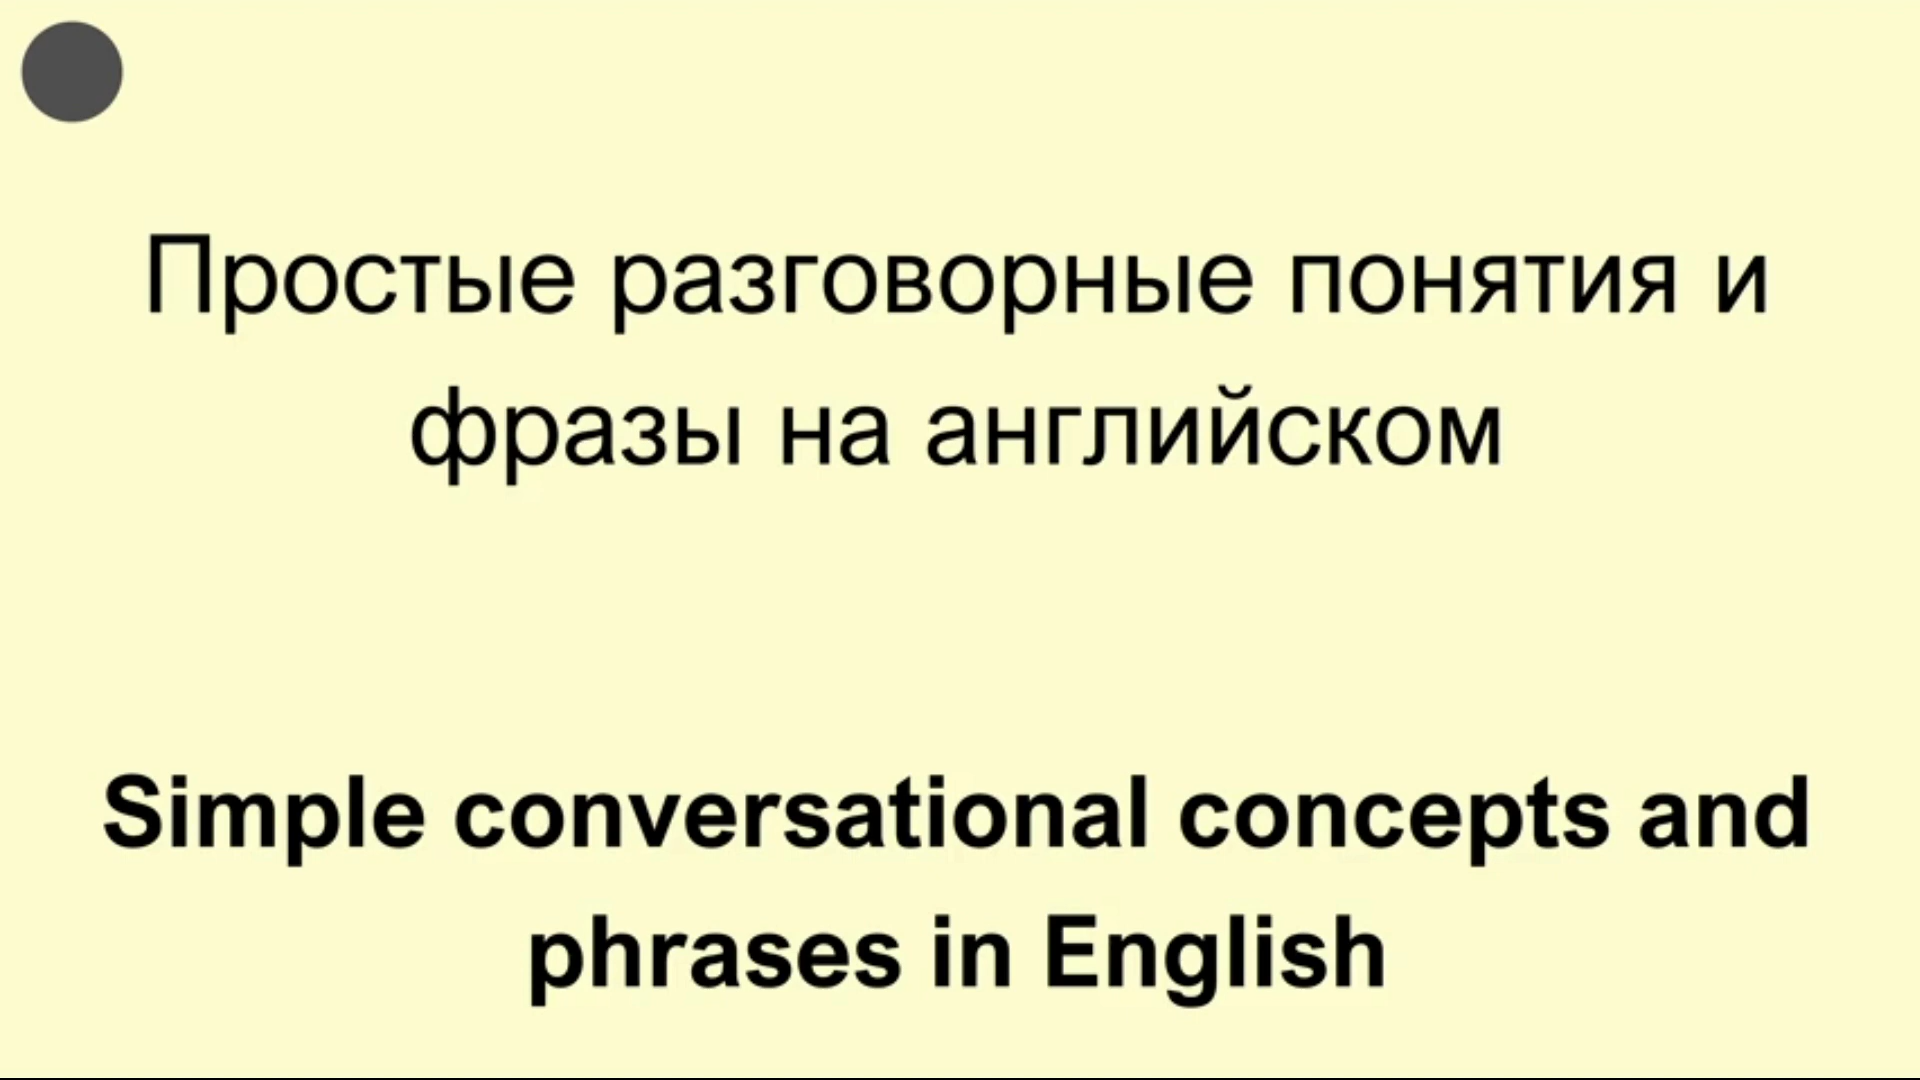 Простые разговорные понятия и
фразы на английском
Simple conversational concepts and
phrases in English